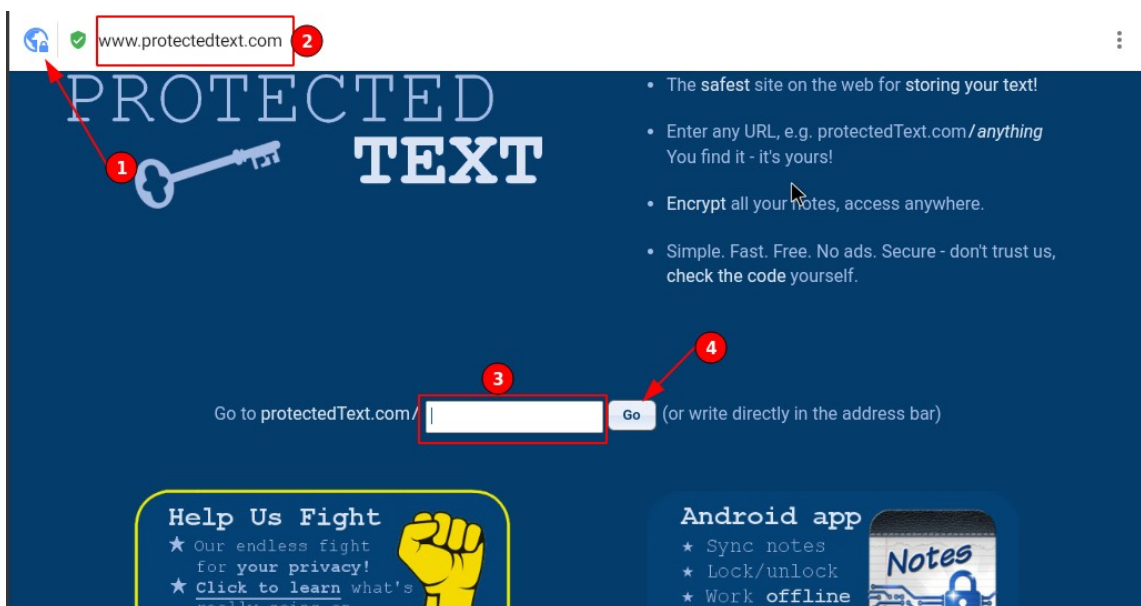 www.protectedtext.com
2
PROTECTED
TEXT
1
• The safest site on the web for storing your text!
• Enter any URL, e.g. protectedText.com/anything
You find it - it's yours!
• Encrypt all your notes, access anywhere.
• Simple. Fast. Free. No ads. Secure - don't trust us,
check the code yourself.
3
4
Go to protectedText.com/ Go (or write directly in the address bar)
Help Us Fight
★ Our endless fight
for your privacy!
★ Click to learn what's
really going on
Android app
★ Sync notes
★ Lock/unlock
★ Work offline
Notes